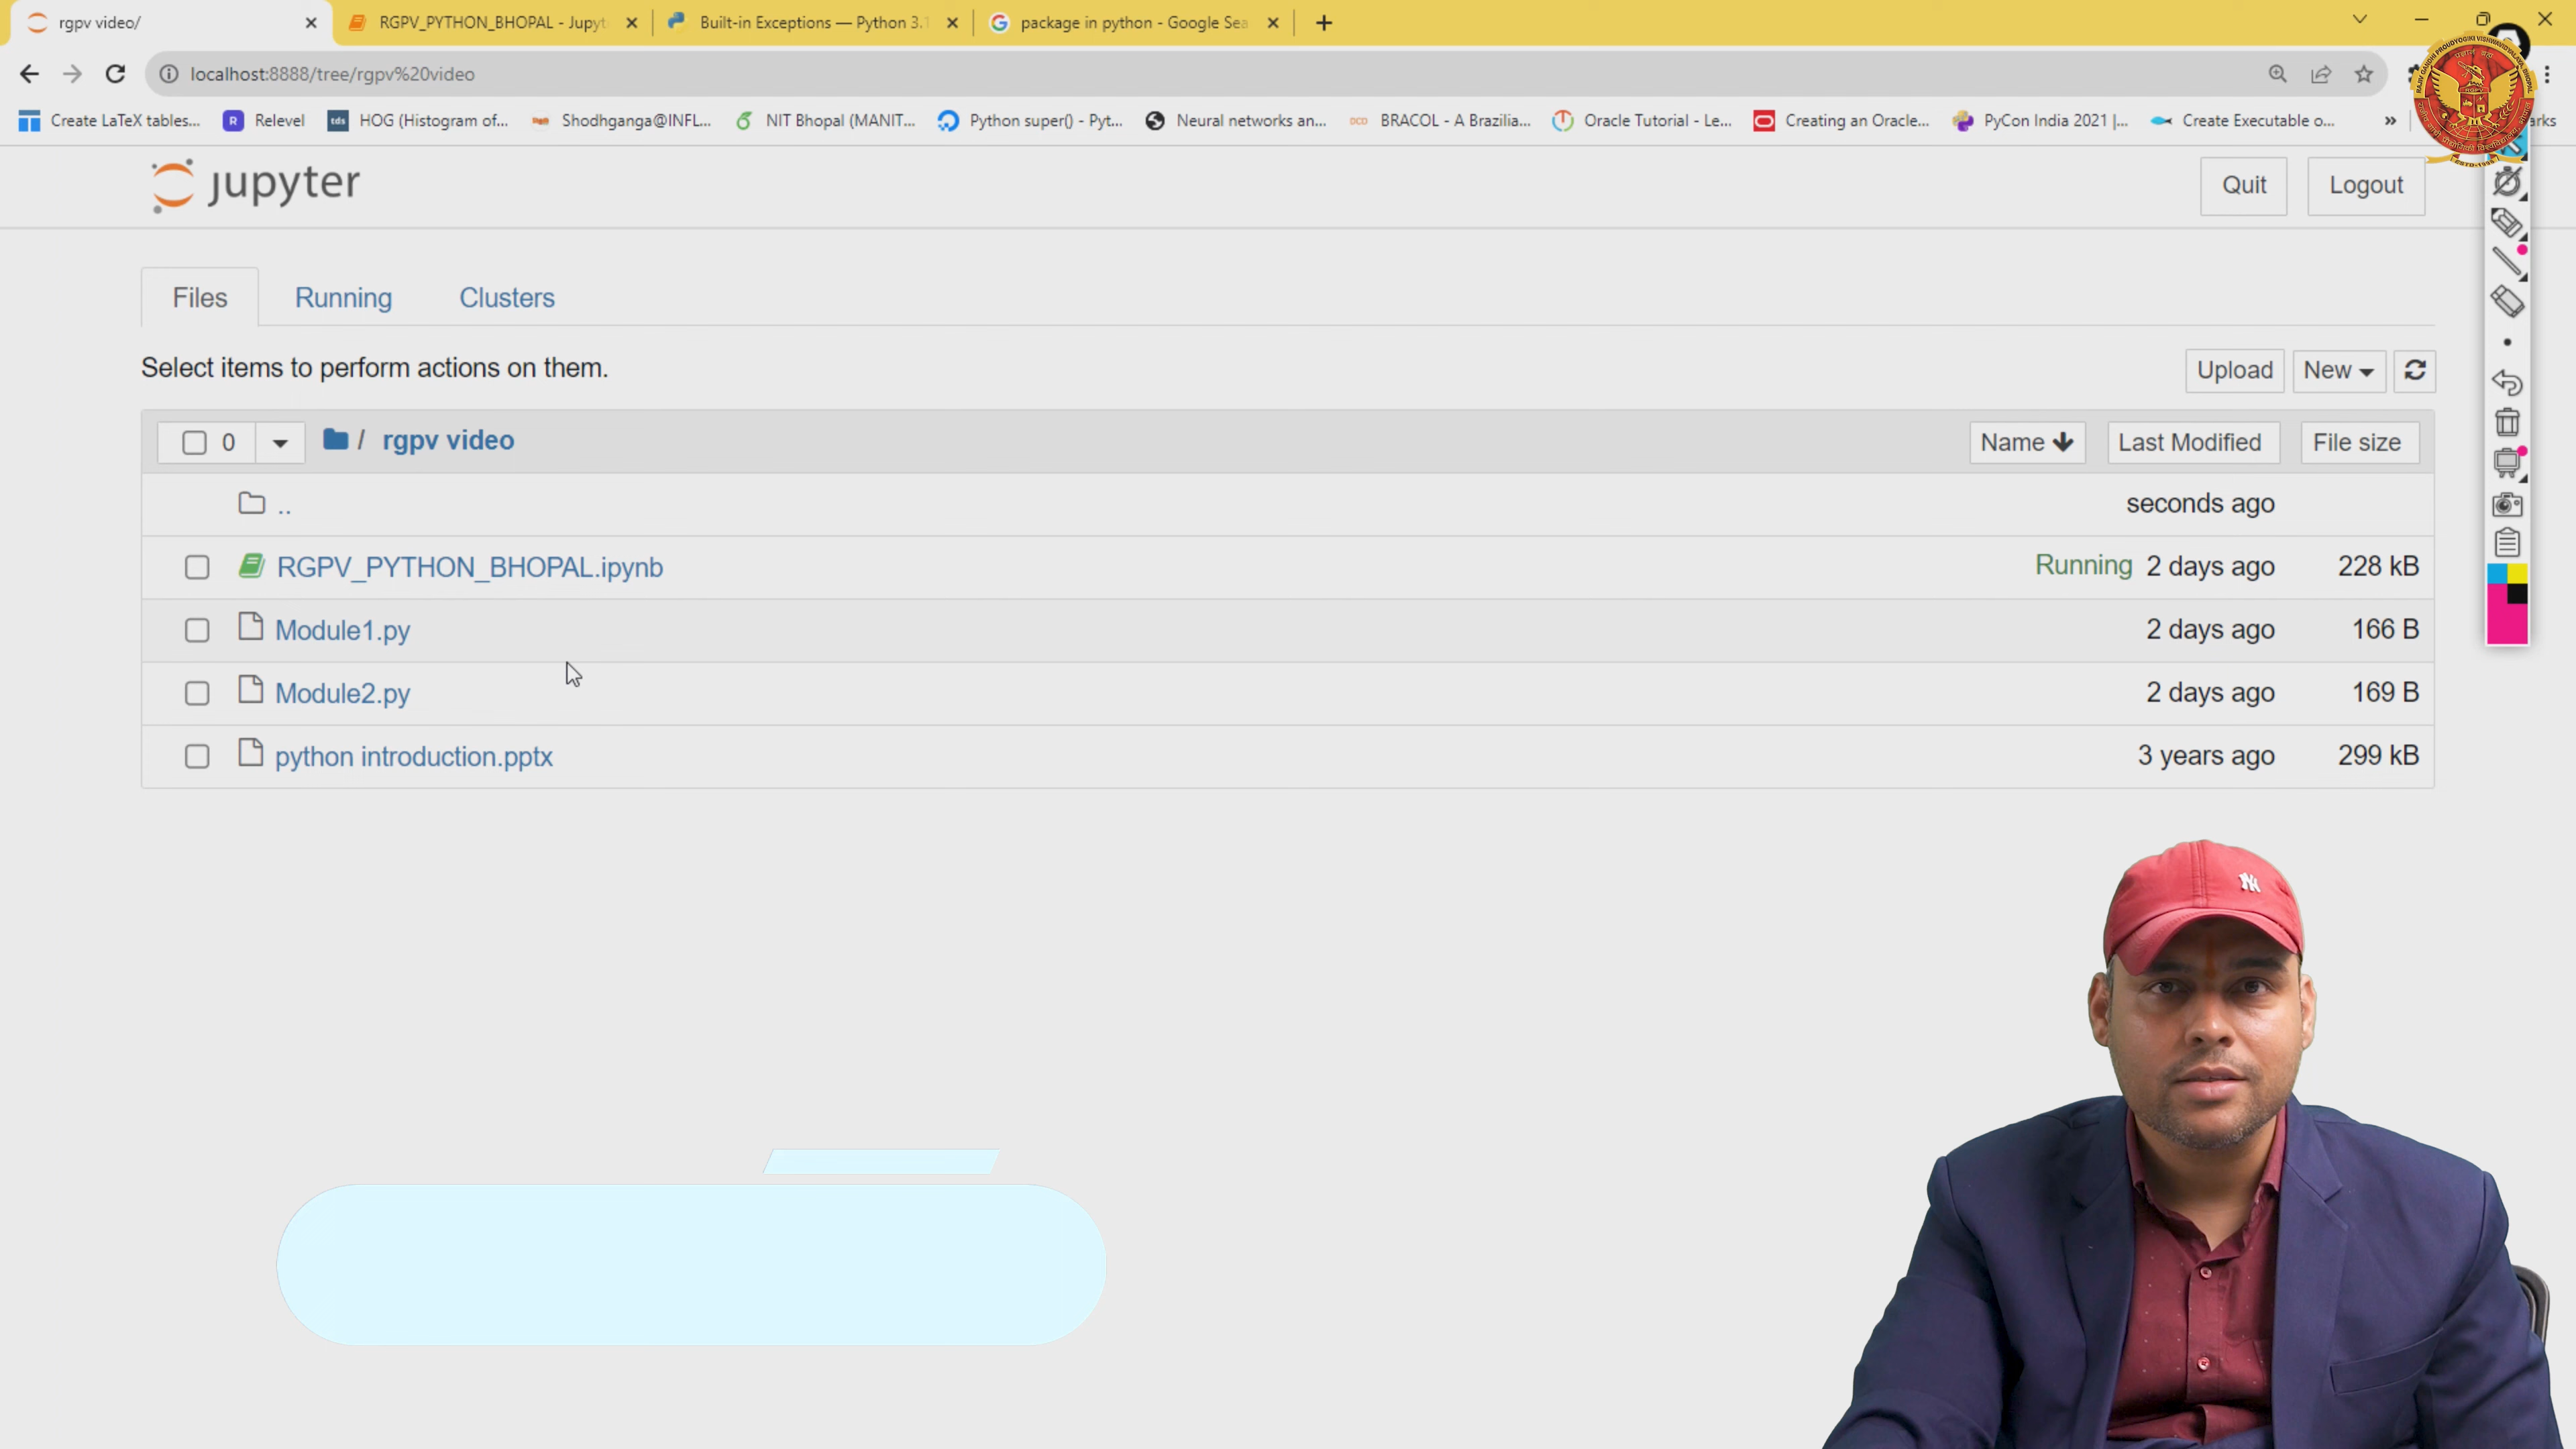 rgpv video/
RGPV_PYTHON_BHOPAL - Jupyt
Built-in Exceptions — Python 3.1
package in python - Google Sea
localhost:8888/tree/rgpv%20video
Create LaTeX tables...
Relevel
HOG (Histogram of...
Shodhganga@INFL...
NIT Bhopal (MANIT...
Python super() - Pyt...
Neural networks an...
BRACOL - A Brazilia...
Oracle Tutorial - Le...
Creating an Oracle...
PyCon India 2021 |...
Create Executable o...
»
arks
jupyter
Quit
Logout
Files
Running
Clusters
Select items to perform actions on them.
Upload
New
0
/ rgpv video
Name
Last Modified
File size
..
seconds ago
RGPV_PYTHON_BHOPAL.ipynb
Running 2 days ago
228 kB
Module1.py
2 days ago
166 B
Module2.py
2 days ago
169 B
python introduction.pptx
3 years ago
299 kB